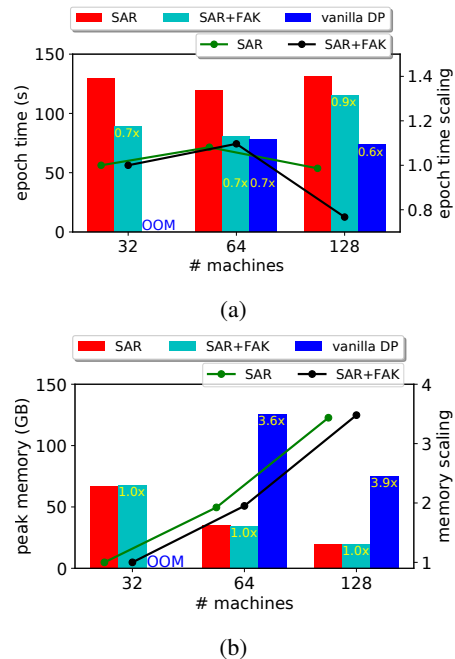 SAR SAR+FAK vanilla DP
SAR SAR+FAK
150
100
50
0
epoch time (s)
0.7x
OOM
0.7x 0.7x
0.9x
0.6x
1.4
1.2
1.0
0.8
epoch time scaling
32 64 128
# machines
(a)
SAR SAR+FAK vanilla DP
SAR SAR+FAK
150
100
50
0
peak memory (GB)
1.0x
OOM
1.0x
3.6x
1.0x
3.9x
4
3
2
1
memory scaling
32 64 128
# machines
(b)